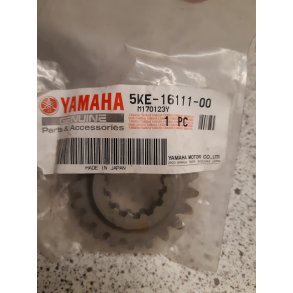 YAMAHA
GENUINE
Parts & Accessories
5KE-16111-00
M170123Y
1 PC
MADE IN JAPAN
YAMAHA MOTOR CO., LTD.